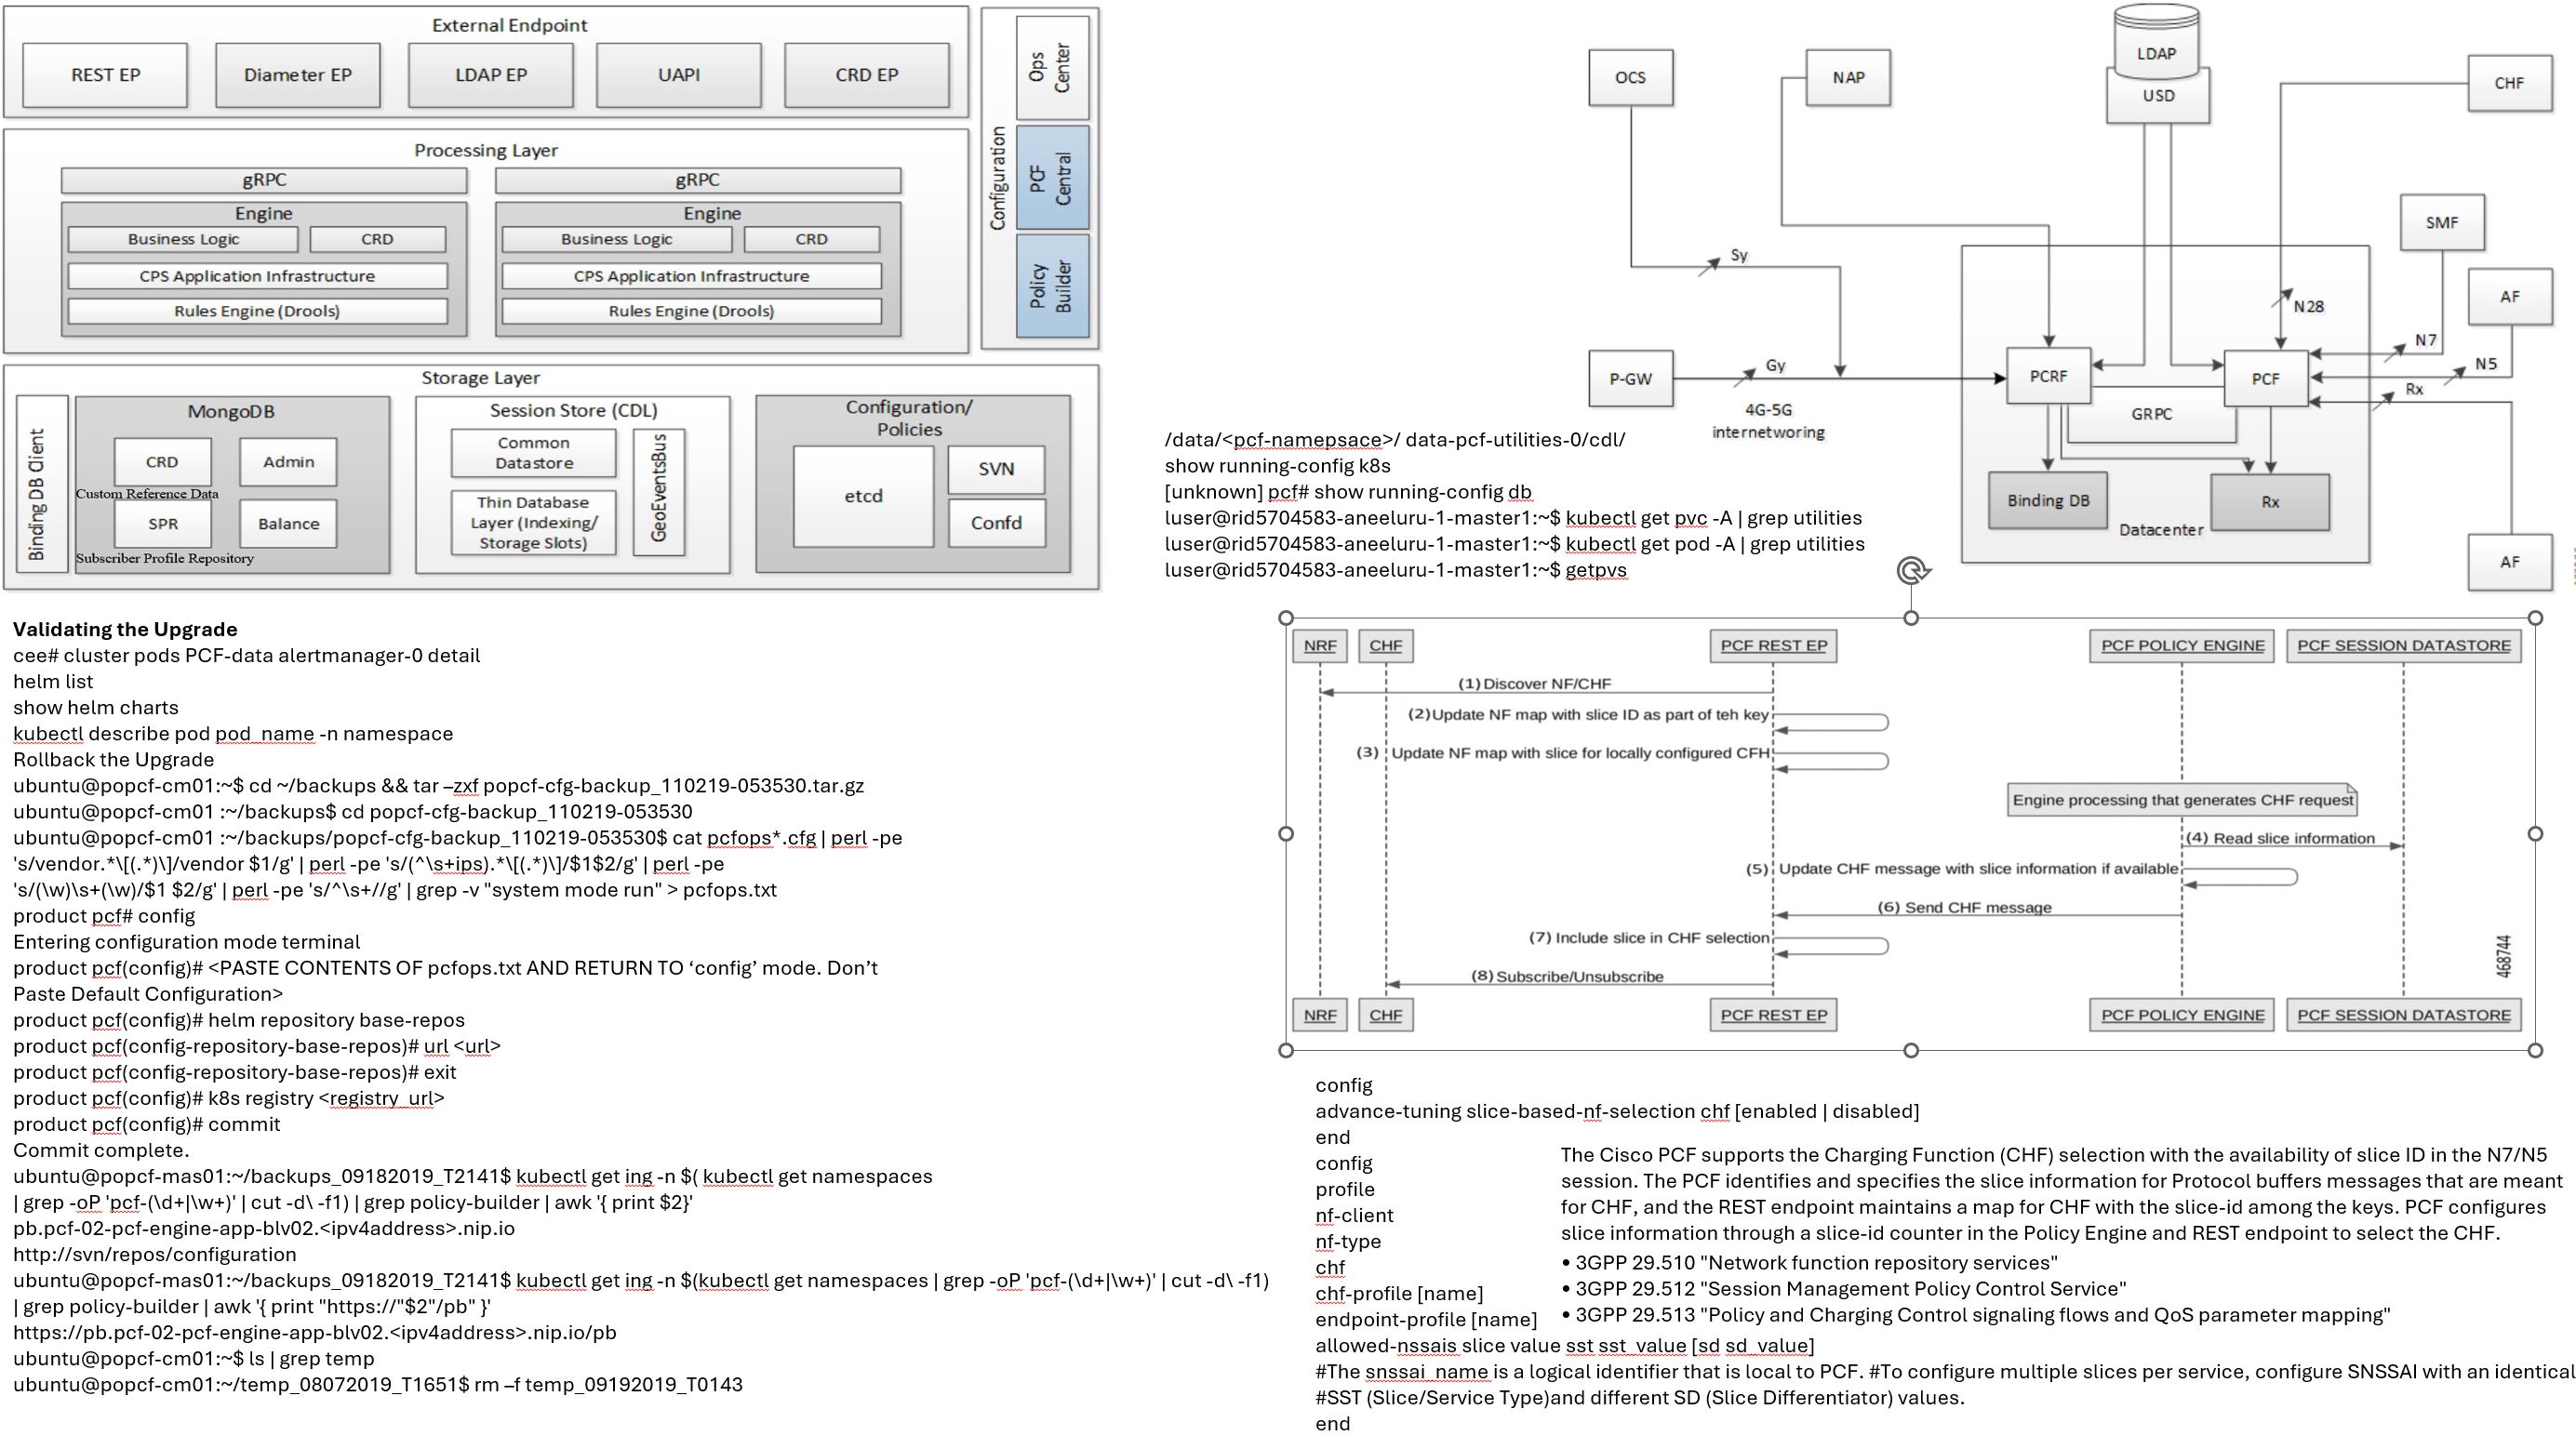 External Endpoint
REST EP
Diameter EP
LDAP EP
UAPI
CRD EP
Configuration
Ops
Center
PCF
Central
Policy
Builder
Processing Layer
gRPC
gRPC
Engine
Engine
Business Logic
CRD
Business Logic
CRD
CPS Application Infrastructure
CPS Application Infrastructure
Rules Engine (Drools)
Rules Engine (Drools)
Storage Layer
Binding DB Client
MongoDB
CRD
Admin
Custom Reference Data
SPR
Balance
Subscriber Profile Repository
Session Store (CDL)
Common
Datastore
Thin Database
Layer (Indexing/
Storage Slots)
GeoEventsBus
Configuration/
Policies
etcd
SVN
Confd
OCS
NAP
LDAP
USD
CHF
SMF
AF
Sy
N28
N7
N5
Rx
P-GW
Gy
4G-5G
internetworing
PCRF
PCF
GRPC
Binding DB
Rx
Datacenter
AF
/data/<pcf-namepsace>/ data-pcf-utilities-0/cdl/
show running-config k8s
[unknown] pcf# show running-config db
luser@rid5704583-aneeluru-1-master1:~$ kubectl get pvc -A | grep utilities
luser@rid5704583-aneeluru-1-master1:~$ kubectl get pod -A | grep utilities
luser@rid5704583-aneeluru-1-master1:~$ getpvs
Validating the Upgrade
cee# cluster pods PCF-data alertmanager-0 detail
helm list
show helm charts
kubectl describe pod pod_name -n namespace
Rollback the Upgrade
ubuntu@popcf-cm01:~$ cd ~/backups && tar –zxf popcf-cfg-backup_110219-053530.tar.gz
ubuntu@popcf-cm01 :~/backups$ cd popcf-cfg-backup_110219-053530
ubuntu@popcf-cm01 :~/backups/popcf-cfg-backup_110219-053530$ cat pcfops*.cfg | perl -pe
's/vendor.*\[(.*)\]/vendor $1/g' | perl -pe 's/(^\s+ips).*\[(.*)\]/$1$2/g' | perl -pe
's/(\w)\s+(\w)/$1 $2/g' | perl -pe 's/^\s+//g' | grep -v "system mode run" > pcfops.txt
product pcf# config
Entering configuration mode terminal
product pcf(config)# <PASTE CONTENTS OF pcfops.txt AND RETURN TO ‘config’ mode. Don’t
Paste Default Configuration>
product pcf(config)# helm repository base-repos
product pcf(config-repository-base-repos)# url <url>
product pcf(config-repository-base-repos)# exit
product pcf(config)# k8s registry <registry_url>
product pcf(config)# commit
Commit complete.
ubuntu@popcf-mas01:~/backups_09182019_T2141$ kubectl get ing -n $( kubectl get namespaces
| grep -oP 'pcf-(\d+|\w+)' | cut -d\ -f1) | grep policy-builder | awk '{ print $2}'
pb.pcf-02-pcf-engine-app-blv02.<ipv4address>.nip.io
http://svn/repos/configuration
ubuntu@popcf-mas01:~/backups_09182019_T2141$ kubectl get ing -n $(kubectl get namespaces | grep -oP 'pcf-(\d+|\w+)' | cut -d\ -f1)
| grep policy-builder | awk '{ print "https://"$2"/pb" }'
https://pb.pcf-02-pcf-engine-app-blv02.<ipv4address>.nip.io/pb
ubuntu@popcf-cm01:~$ ls | grep temp
ubuntu@popcf-cm01:~/temp_08072019_T1651$ rm –f temp_09192019_T0143
NRF
CHF
PCF REST EP
PCF POLICY ENGINE
PCF SESSION DATASTORE
(1) Discover NF/CHF
(2)Update NF map with slice ID as part of teh key
(3) Update NF map with slice for locally configured CFH
Engine processing that generates CHF request
(4) Read slice information
(5) Update CHF message with slice information if available
(6) Send CHF message
(7) Include slice in CHF selection
(8) Subscribe/Unsubscribe
468744
NRF
CHF
PCF REST EP
PCF POLICY ENGINE
PCF SESSION DATASTORE
config
advance-tuning slice-based-nf-selection chf [enabled | disabled]
end
config
profile
nf-client
nf-type
chf
chf-profile [name]
endpoint-profile [name]
allowed-nssais slice value sst sst_value [sd sd_value]
#The snssai_name is a logical identifier that is local to PCF. #To configure multiple slices per service, configure SNSSAI with an identical
#SST (Slice/Service Type)and different SD (Slice Differentiator) values.
end
The Cisco PCF supports the Charging Function (CHF) selection with the availability of slice ID in the N7/N5
session. The PCF identifies and specifies the slice information for Protocol buffers messages that are meant
for CHF, and the REST endpoint maintains a map for CHF with the slice-id among the keys. PCF configures
slice information through a slice-id counter in the Policy Engine and REST endpoint to select the CHF.
• 3GPP 29.510 "Network function repository services"
• 3GPP 29.512 "Session Management Policy Control Service"
• 3GPP 29.513 "Policy and Charging Control signaling flows and QoS parameter mapping"